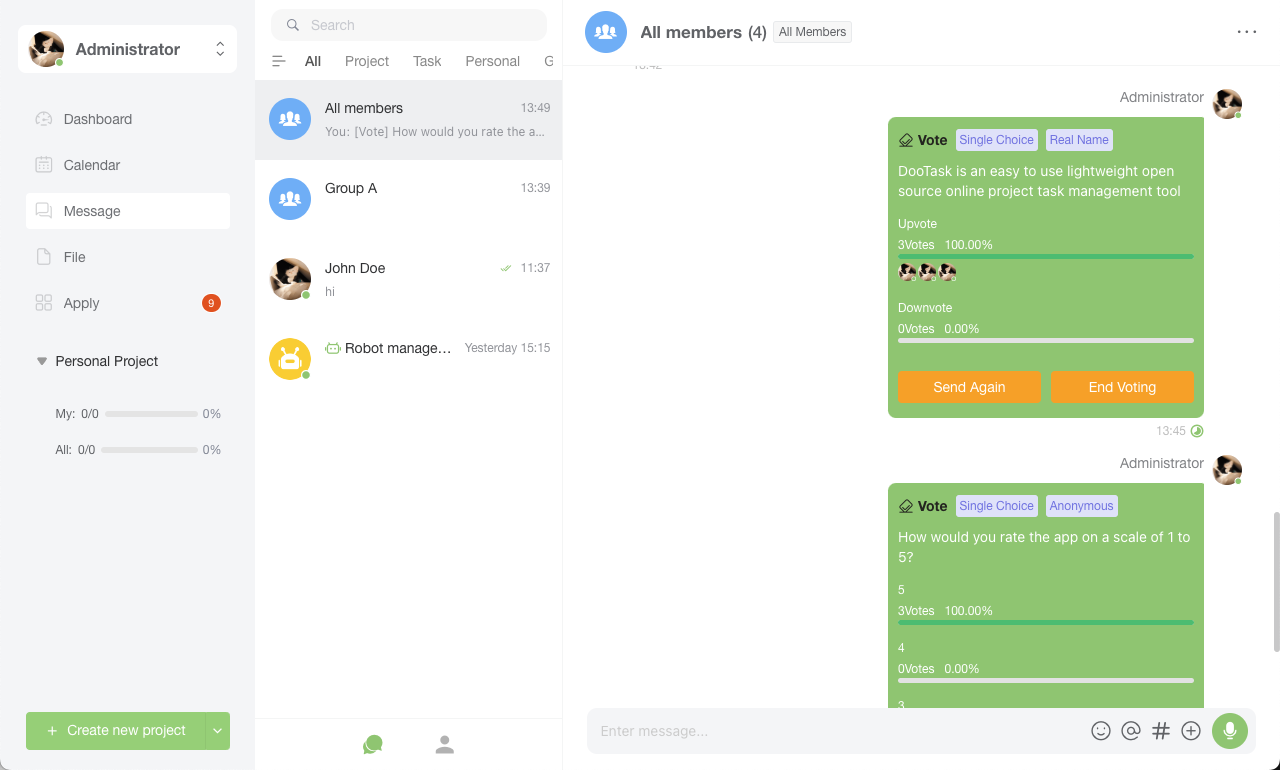 Administrator
Dashboard
Calendar
Message
File
Apply
9
Personal Project
My: 0/0 0%
All: 0/0 0%
+ Create new project
Search
All Project Task Personal G
All members 13:49
You: [Vote] How would you rate the a...
Group A 13:39
John Doe 11:37
hi
Robot manage... Yesterday 15:15
All members (4) All Members
13:42
Administrator
Vote Single Choice Real Name
DooTask is an easy to use lightweight open
source online project task management tool
Upvote
3Votes 100.00%
Downvote
0Votes 0.00%
Send Again End Voting
13:45
Administrator
Vote Single Choice Anonymous
How would you rate the app on a scale of 1 to
5?
5
3Votes 100.00%
4
0Votes 0.00%
3
Enter message...